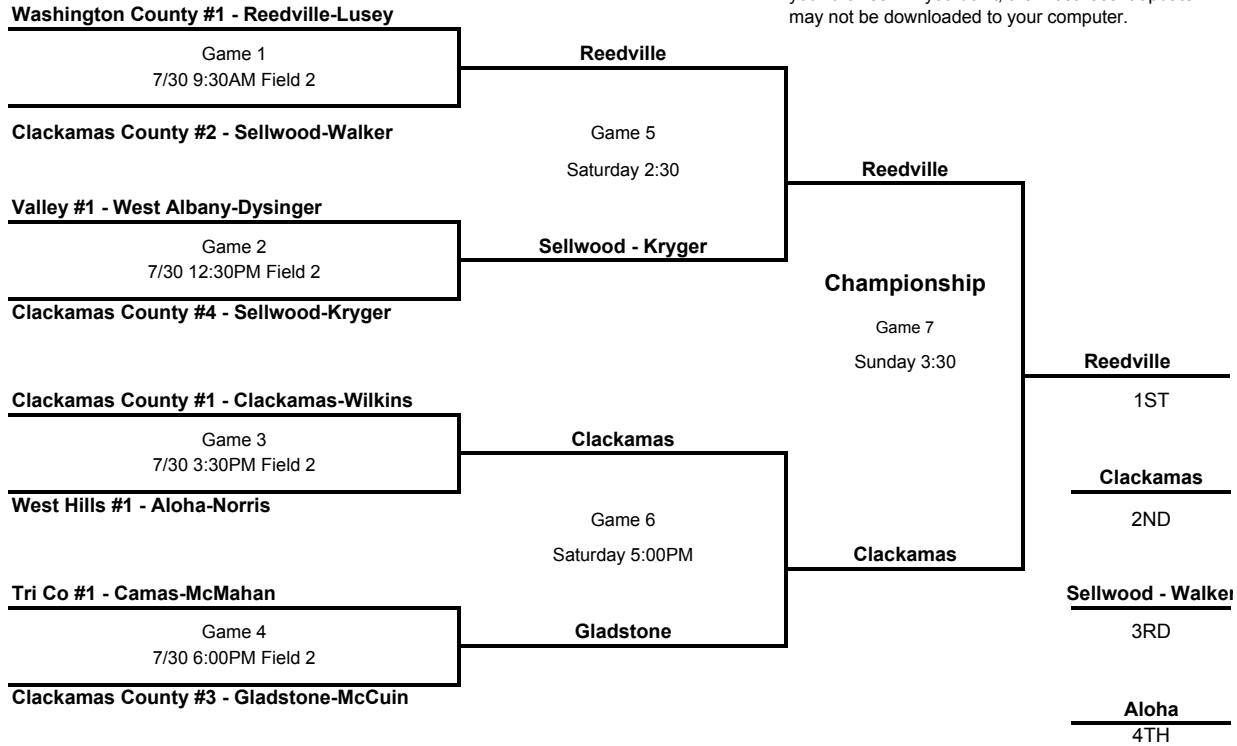 may not be downloaded to your computer.
Washington County #1 - Reedville-Lusey
Game 1
7/30 9:30AM Field 2
Clackamas County #2 - Sellwood-Walker
Valley #1 - West Albany-Dysinger
Game 2
7/30 12:30PM Field 2
Clackamas County #4 - Sellwood-Kryger
Clackamas County #1 - Clackamas-Wilkins
Game 3
7/30 3:30PM Field 2
West Hills #1 - Aloha-Norris
Tri Co #1 - Camas-McMahan
Game 4
7/30 6:00PM Field 2
Clackamas County #3 - Gladstone-McCuin
Reedville
Game 5
Saturday 2:30
Sellwood - Kryger
Clackamas
Game 6
Saturday 5:00PM
Gladstone
Reedville
Championship
Game 7
Sunday 3:30
Clackamas
Reedville
1ST
Clackamas
2ND
Sellwood - Walker
3RD
Aloha
4TH